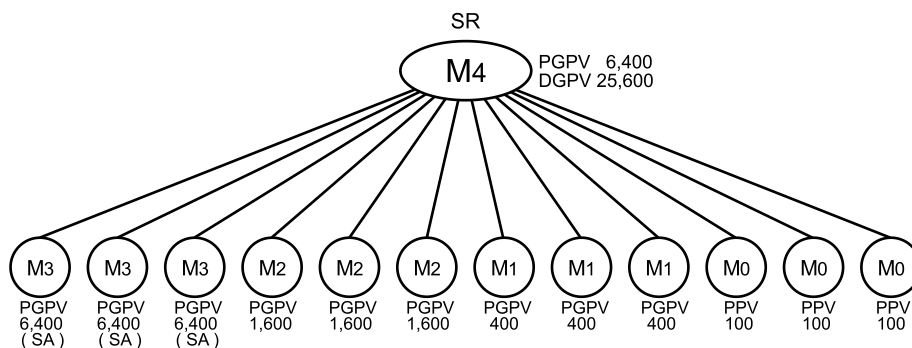 SR
M4
PGPV 6,400
DGPV 25,600
M3 M3 M3 M2 M2 M2 M1 M1 M1 M0 M0 M0
PGPV PGPV PGPV PGPV PGPV PGPV PGPV PGPV PGPV PPV PPV PPV
6,400 6,400 6,400 1,600 1,600 1,600 400 400 400 100 100 100
( SA ) ( SA ) ( SA )